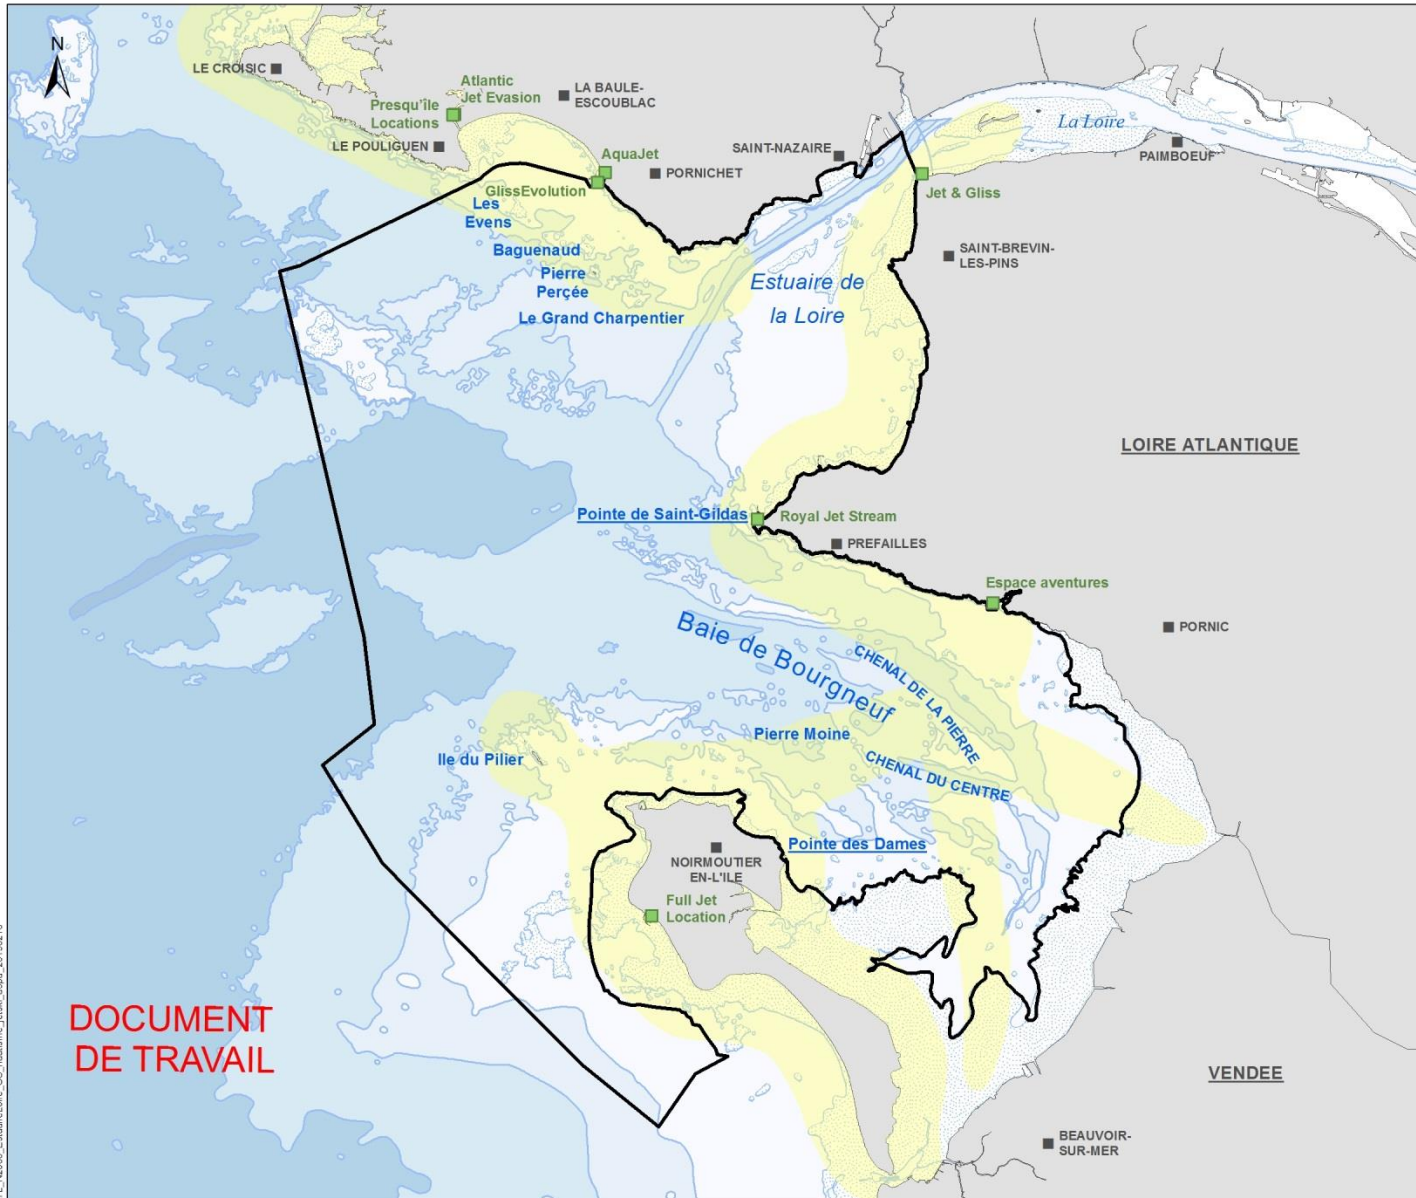 N
LE CROISIC
Atlantic
Jet Evasion
LA BAULE-
ESCOUBLAC
Presqu'île
Locations
LE POULIGUEN
La Loire
SAINT-NAZAIRE
PAIMBOEUF
AquaJet
PORNICHET
GlissEvolution
Jet & Gliss
Les
Evens
Baguenaud
SAINT-BREVIN-
LES-PINS
Pierre
Perçée
Estuaire de
la Loire
Le Grand Charpentier
LOIRE ATLANTIQUE
Pointe de Saint-Gildas
Royal Jet Stream
PREFAILLES
Espace aventures
PORNIC
Baie de Bourgneuf
CHENAL DE LA PIERRE
Pierre Moine
Ile du Pilier
CHENAL DU CENTRE
Pointe des Dames
NOIRMOUTIER
EN-L'ILE
Full Jet
Location
DOCUMENT
DE TRAVAIL
VENDEE
BEAUVOIR-
SUR-MER